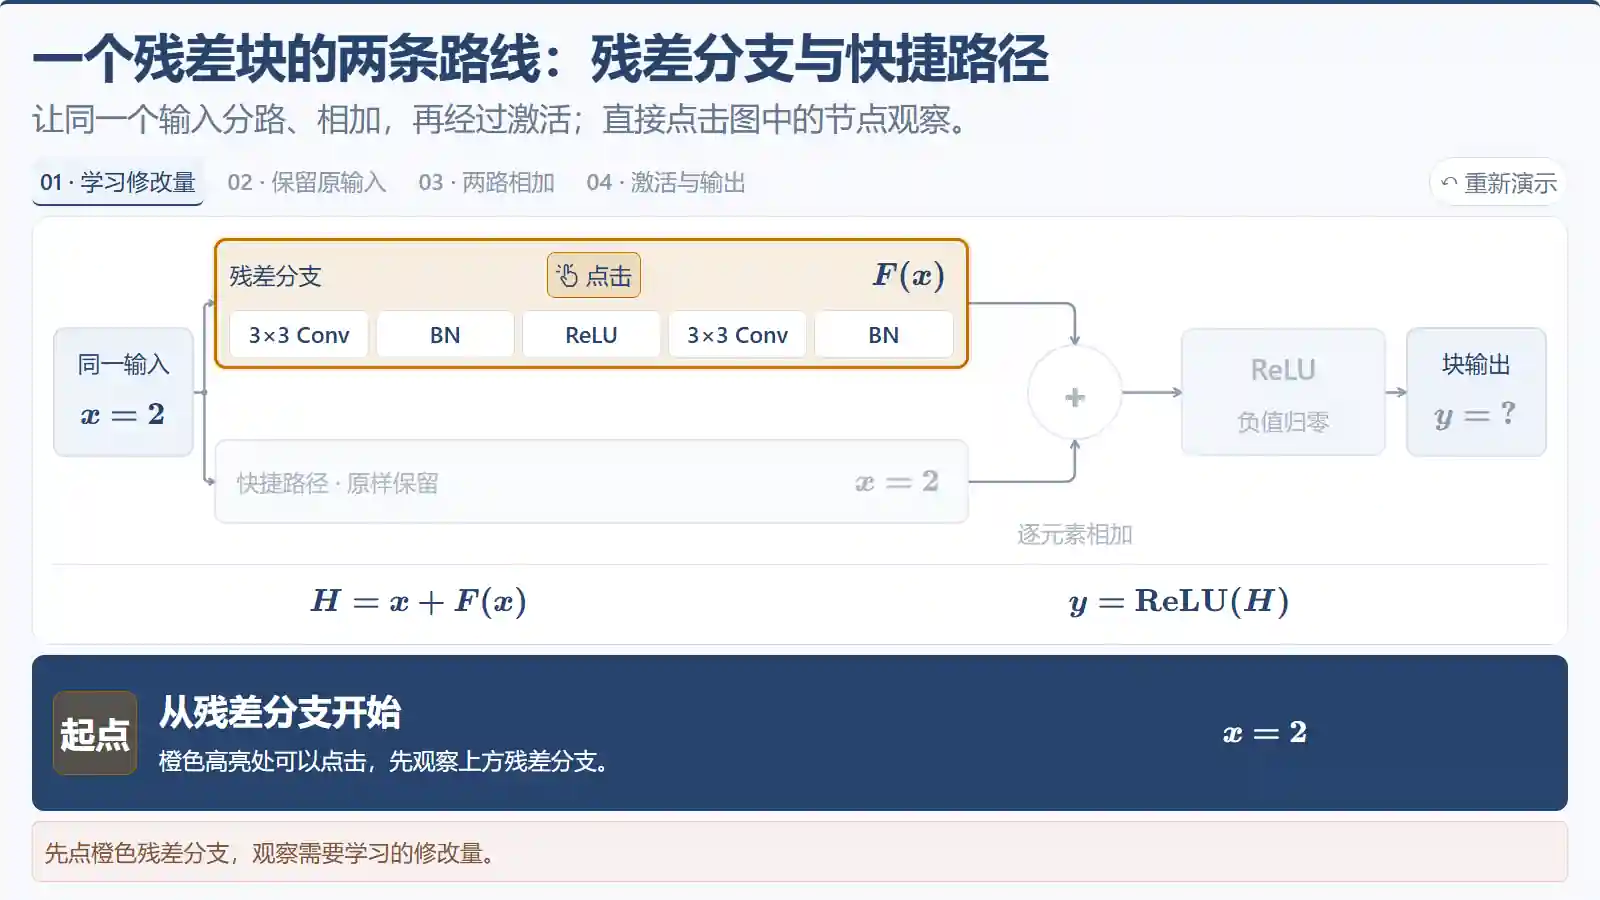 一个残差块的两条路线：残差分支与快捷路径
让同一个输入分路、相加，再经过激活；直接点击图中的节点观察。
01 · 学习修改量
02 · 保留原输入
03 · 两路相加
04 · 激活与输出
重新演示
残差分支
点击
F(x)
3×3 Conv
BN
ReLU
3×3 Conv
BN
同一输入
x = 2
快捷路径 · 原样保留
x = 2
+
逐元素相加
ReLU
负值归零
块输出
y = ?
H = x + F(x)
y = ReLU(H)
起点
从残差分支开始
橙色高亮处可以点击，先观察上方残差分支。
x = 2
先点橙色残差分支，观察需要学习的修改量。